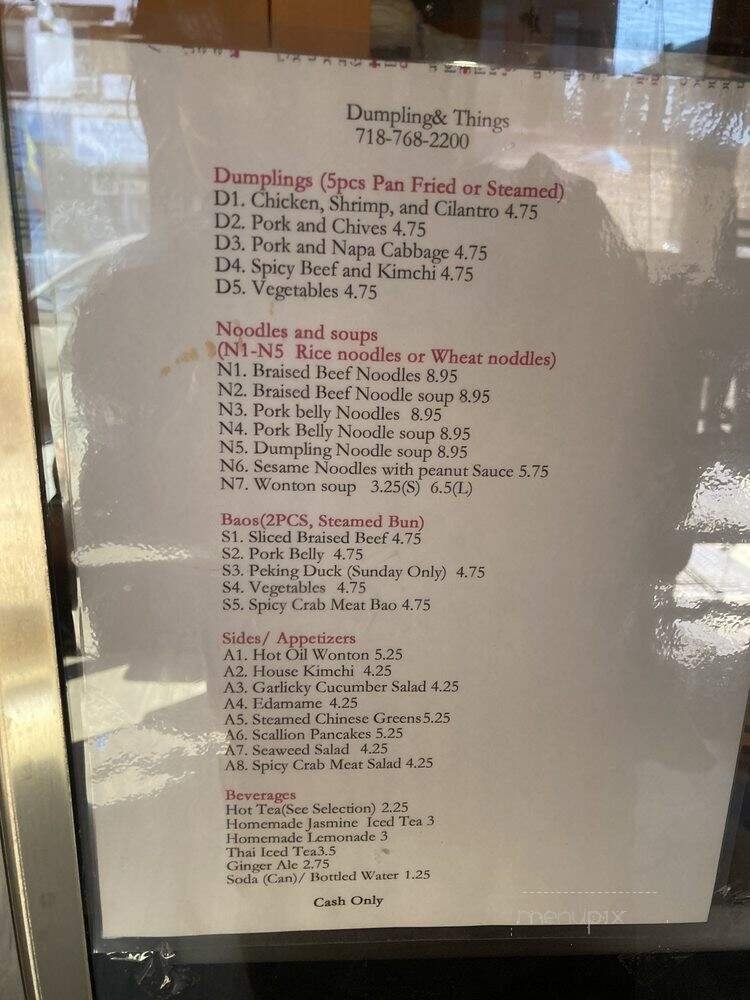 Dumpling& Things
718-768-2200
Dumplings (5pcs Pan Fried or Steamed)
D1. Chicken, Shrimp, and Cilantro 4.75
D2. Pork and Chives 4.75
D3. Pork and Napa Cabbage 4.75
D4. Spicy Beef and Kimchi 4.75
D5. Vegetables 4.75
Noodles and soups
(N1-N5 Rice noodles or Wheat noddles)
N1. Braised Beef Noodles 8.95
N2. Braised Beef Noodle soup 8.95
N3. Pork belly Noodles 8.95
N4. Pork Belly Noodle soup 8.95
N5. Dumpling Noodle soup 8.95
N6. Sesame Noodles with peanut Sauce 5.75
N7. Wonton soup 3.25(S) 6.5(L)
Baos(2PCS, Steamed Bun)
S1. Sliced Braised Beef 4.75
S2. Pork Belly 4.75
S3. Peking Duck (Sunday Only) 4.75
S4. Vegetables 4.75
S5. Spicy Crab Meat Bao 4.75
Sides/ Appetizers
A1. Hot Oil Wonton 5.25
A2. House Kimchi 4.25
A3. Garlicky Cucumber Salad 4.25
A4. Edamame 4.25
A5. Steamed Chinese Greens5.25
A6. Scallion Pancakes 5.25
A7. Seaweed Salad 4.25
A8. Spicy Crab Meat Salad 4.25
Beverages
Hot Tea(See Selection) 2.25
Homemade Jasmine Iced Tea 3
Homemade Lemonade 3
Thai Iced Tea3.5
Ginger Ale 2.75
Soda (Can)/ Bottled Water 1.25
Cash Only
menupix